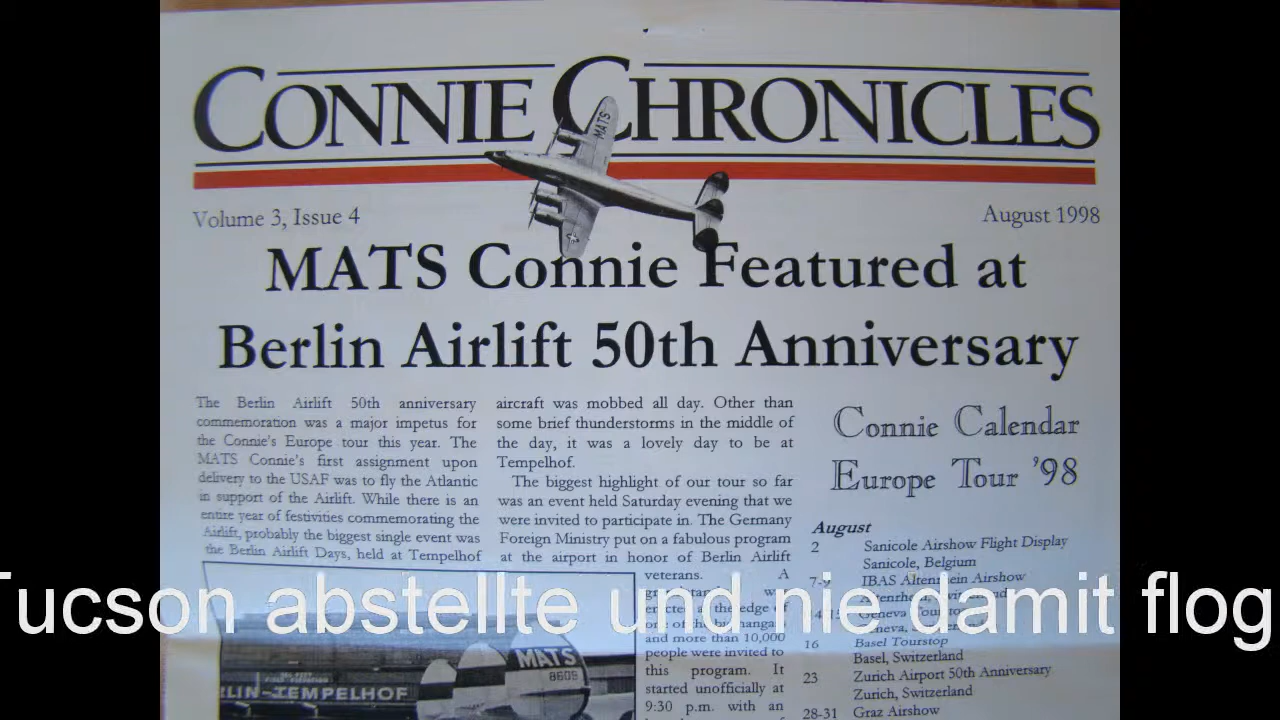 CONNIE CHRONICLES
MATS
Volume 3, Issue 4
August 1998
MATS Connie Featured at
Berlin Airlift 50th Anniversary
The Berlin Airlift 50th anniversary
commemoration was a major impetus for
the Connie's Europe tour this year. The
MATS Connie's first assignment upon
delivery to the USAF was to fly the Atlantic
in support of the Airlift. While there is an
entire year of festivities commemorating the
Airlift, probably the biggest single event was
the Berlin Airlift Days, held at Tempelhof
aircraft was mobbed all day. Other than
some brief thunderstorms in the middle of
the day, it was a lovely day to be at
Tempelhof.
The biggest highlight of our tour so far
was an event held Saturday evening that we
were invited to participate in. The Germany
Foreign Ministry put on a fabulous program
at the airport in honor of Berlin Airlift
veterans. A
the edge of
and more than 10,000
people were invited to
this program. It
started unofficially at
9:30 p.m. with an
Connie Calendar
Europe Tour '98
August
2 Sanicole Airshow Flight Display
Sanicole, Belgium
7-9 IBAS Altenrhein Airshow
Geneva
16 Basel Tourstop
Basel, Switzerland
23 Zurich Airport 50th Anniversary
Zurich, Switzerland
28-31 Graz Airshow
Tucson abstellte und nie damit flog
MATS
8609
LIN-TEMPELHOF